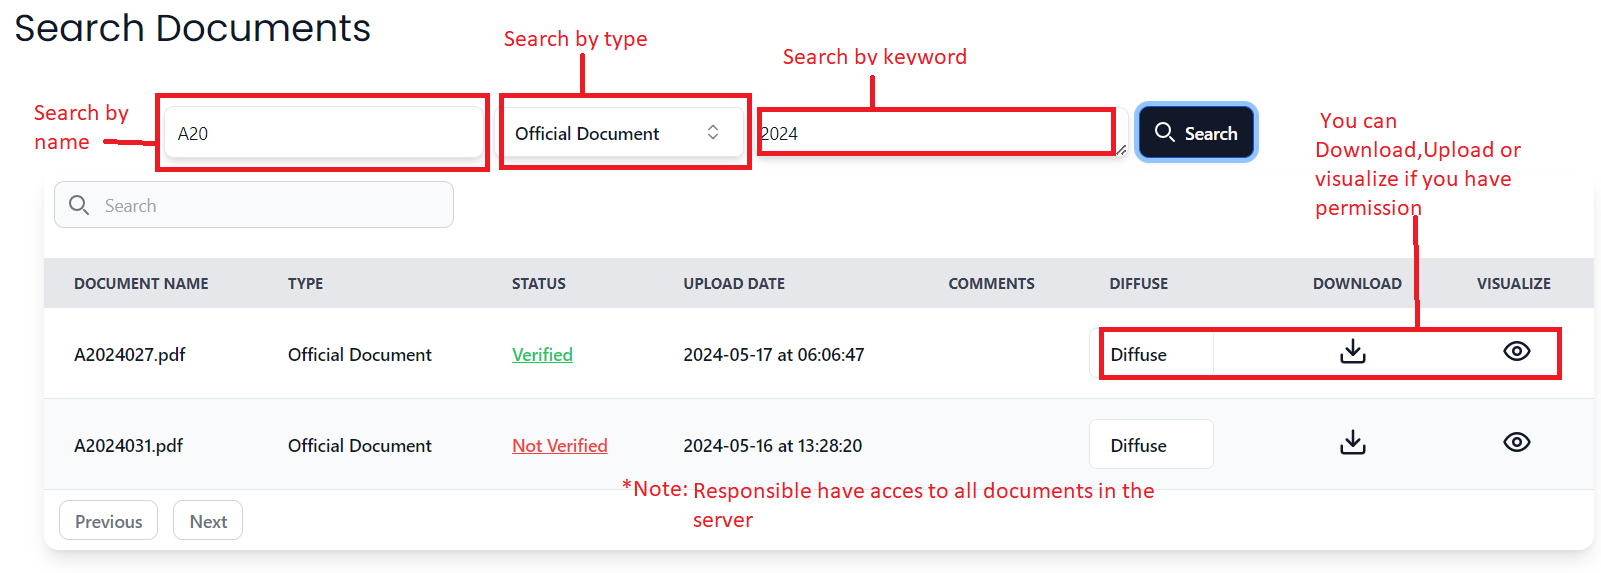 Search Documents
Search by type
Search by keyword
Search by
name
A20
Official Document
2024
Search
You can
Download,Upload or
visualize if you have
permission
Search
DOCUMENT NAME TYPE STATUS UPLOAD DATE COMMENTS DIFFUSE DOWNLOAD VISUALIZE
A2024027.pdf Official Document Verified 2024-05-17 at 06:06:47 Diffuse
A2024031.pdf Official Document Not Verified 2024-05-16 at 13:28:20 Diffuse
*Note: Responsible have acces to all documents in the
server
Previous Next